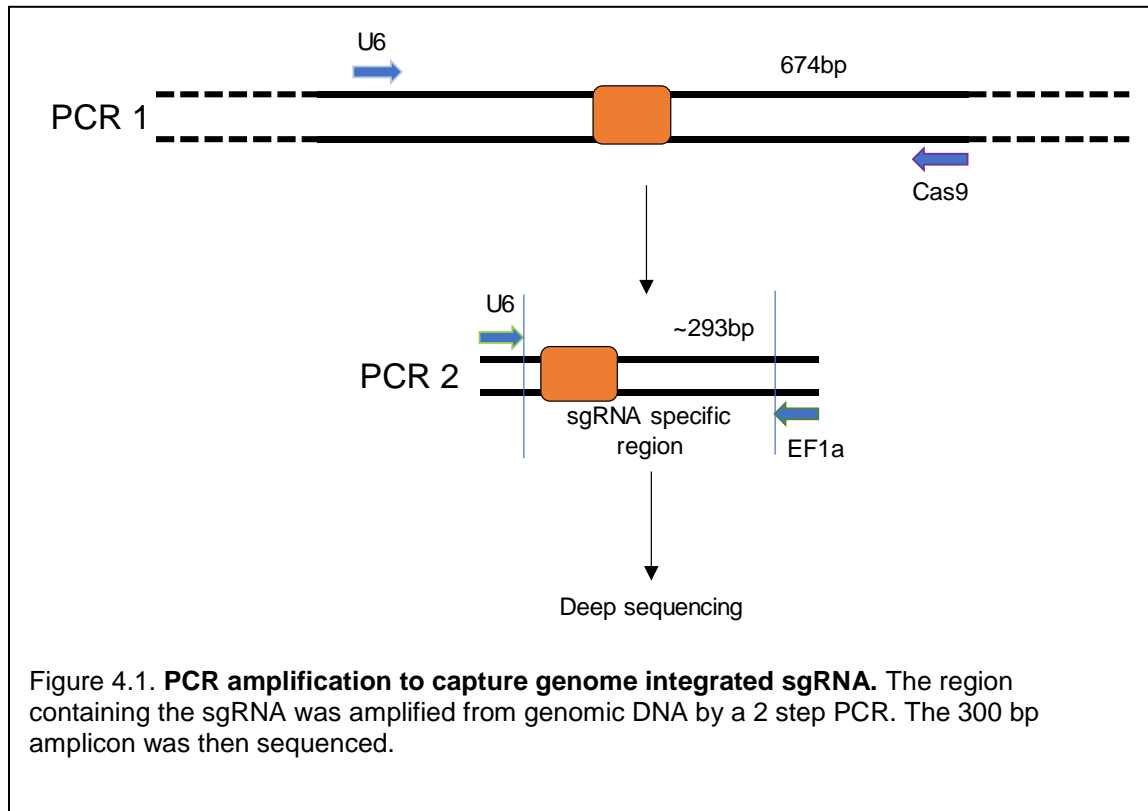 U6
674bp
PCR 1
Cas9
U6
~293bp
PCR 2
sgRNA specific
region
EF1a
Deep sequencing
Figure 4.1. PCR amplification to capture genome integrated sgRNA. The region
containing the sgRNA was amplified from genomic DNA by a 2 step PCR. The 300 bp
amplicon was then sequenced.